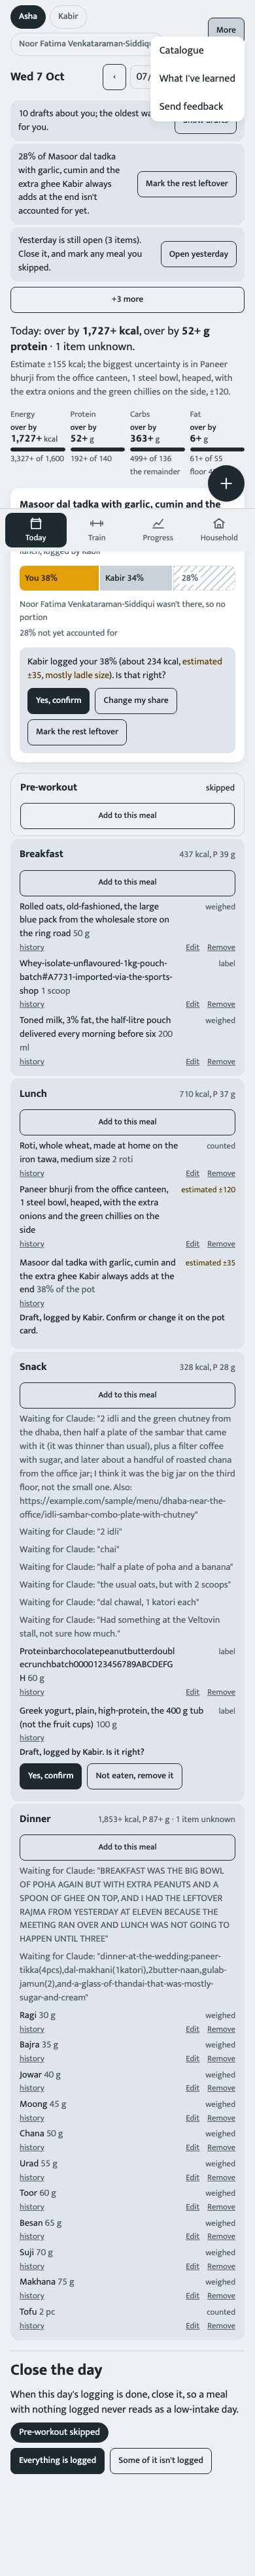 Asha
Kabir
More
Noor Fatima Venkataraman-Siddiqu
Catalogue
What I've learned
Send feedback
Wed 7 Oct
‹
07/
10 drafts about you; the oldest wa
for you.
Show drafts
28% of Masoor dal tadka
with garlic, cumin and the
extra ghee Kabir always
adds at the end isn't
accounted for yet.
Mark the rest leftover
Yesterday is still open (3 items).
Close it, and mark any meal you
skipped.
Open yesterday
+3 more
Today: over by 1,727+ kcal, over by 52+ g
protein · 1 item unknown.
Estimate ±155 kcal; the biggest uncertainty is in Paneer
bhurji from the office canteen, 1 steel bowl, heaped, with
the extra onions and the green chillies on the side, ±120.
Energy
over by
1,727+ kcal
3,327+ of 1,600
Protein
over by
52+ g
192+ of 140
Carbs
over by
363+ g
499+ of 136
the remainder
Fat
over by
6+ g
61+ of 55
floor 4
+
Masoor dal tadka with garlic, cumin and the
Today
Train
Progress
Household
lunch, logged by Kabir
You 38%
Kabir 34%
28%
Noor Fatima Venkataraman-Siddiqui wasn't there, so no
portion
28% not yet accounted for
Kabir logged your 38% (about 234 kcal, estimated
±35, mostly ladle size). Is that right?
Yes, confirm
Change my share
Mark the rest leftover
Pre-workout
skipped
Add to this meal
Breakfast
437 kcal, P 39 g
Add to this meal
Rolled oats, old-fashioned, the large
blue pack from the wholesale store on
the ring road 50 g
weighed
history
Edit
Remove
Whey-isolate-unflavoured-1kg-pouch-
batch#A7731-imported-via-the-sports-
shop 1 scoop
label
history
Edit
Remove
Toned milk, 3% fat, the half-litre pouch
delivered every morning before six 200
ml
weighed
history
Edit
Remove
Lunch
710 kcal, P 37 g
Add to this meal
Roti, whole wheat, made at home on the
iron tawa, medium size 2 roti
counted
history
Edit
Remove
Paneer bhurji from the office canteen,
1 steel bowl, heaped, with the extra
onions and the green chillies on the
side
estimated ±120
history
Edit
Remove
Masoor dal tadka with garlic, cumin and
the extra ghee Kabir always adds at the
end 38% of the pot
estimated ±35
history
Draft, logged by Kabir. Confirm or change it on the pot
card.
Snack
328 kcal, P 28 g
Add to this meal
Waiting for Claude: "2 idli and the green chutney from
the dhaba, then half a plate of the sambar that came
with it (it was thinner than usual), plus a filter coffee
with sugar, and later about a handful of roasted chana
from the office jar; I think it was the big jar on the third
floor, not the small one. Also:
https://example.com/sample/menu/dhaba-near-the-
office/idli-sambar-combo-plate-with-chutney"
Waiting for Claude: "2 idli"
Waiting for Claude: "chai"
Waiting for Claude: "half a plate of poha and a banana"
Waiting for Claude: "the usual oats, but with 2 scoops"
Waiting for Claude: "dal chawal, 1 katori each"
Waiting for Claude: "Had something at the Veltovin
stall, not sure how much."
Proteinbarchocolatepeanutbutterdoubl
ecrunchbatch0000123456789ABCDEFG
H 60 g
label
history
Edit
Remove
Greek yogurt, plain, high-protein, the 400 g tub
(not the fruit cups) 100 g
label
history
Draft, logged by Kabir. Is it right?
Yes, confirm
Not eaten, remove it
Dinner
1,853+ kcal, P 87+ g · 1 item unknown
Add to this meal
Waiting for Claude: "BREAKFAST WAS THE BIG BOWL
OF POHA AGAIN BUT WITH EXTRA PEANUTS AND A
SPOON OF GHEE ON TOP, AND I HAD THE LEFTOVER
RAJMA FROM YESTERDAY AT ELEVEN BECAUSE THE
MEETING RAN OVER AND LUNCH WAS NOT GOING TO
HAPPEN UNTIL THREE"
Waiting for Claude: "dinner-at-the-wedding:paneer-
tikka(4pcs),dal-makhani(1katori),2butter-naan,gulab-
jamun(2),and-a-glass-of-thandai-that-was-mostly-
sugar-and-cream"
Ragi 30 g
weighed
history
Edit
Remove
Bajra 35 g
weighed
history
Edit
Remove
Jowar 40 g
weighed
history
Edit
Remove
Moong 45 g
weighed
history
Edit
Remove
Chana 50 g
weighed
history
Edit
Remove
Urad 55 g
weighed
history
Edit
Remove
Toor 60 g
weighed
history
Edit
Remove
Besan 65 g
weighed
history
Edit
Remove
Suji 70 g
weighed
history
Edit
Remove
Makhana 75 g
weighed
history
Edit
Remove
Tofu 2 pc
counted
history
Edit
Remove
Close the day
When this day's logging is done, close it, so a meal
with nothing logged never reads as a low-intake day.
Pre-workout skipped
Everything is logged
Some of it isn't logged